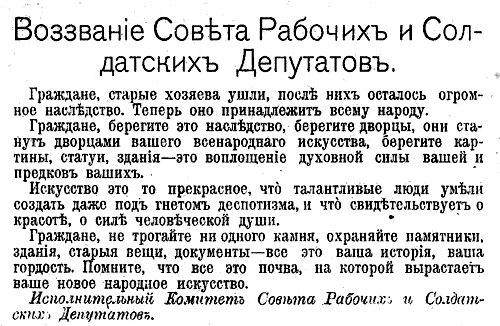 Воззваніе Совѣта Рабочихъ и Сол-
датскихъ Депутатовъ.
Граждане, старые хозяева ушли, послѣ нихъ осталось огром-
ное наслѣдство. Теперь оно принадлежитъ всему народу.
Граждане, берегите это наслѣдство, берегите дворцы, они ста-
нутъ дворцами вашего всенароднаго искусства, берегите кар-
тины, статуи, зданія—это воплощеніе духовной силы вашей и
предковъ вашихъ.
Искусство это то прекрасное, что талантливые люди умѣли
создать даже подъ гнетомъ деспотизма, и что свидѣтельствуетъ о
красотѣ, о силѣ человѣческой души.
Граждане, не трогайте ни одного камня, охраняйте памятники,
зданія, старыя вещи, документы—все это ваша исторія, ваша
гордость. Помните, что все это почва, на которой вырастаетъ
ваше новое народное искусство.
Исполнительный Комитетъ Совѣта Рабочихъ и Солдат-
скихъ Депутатовъ.